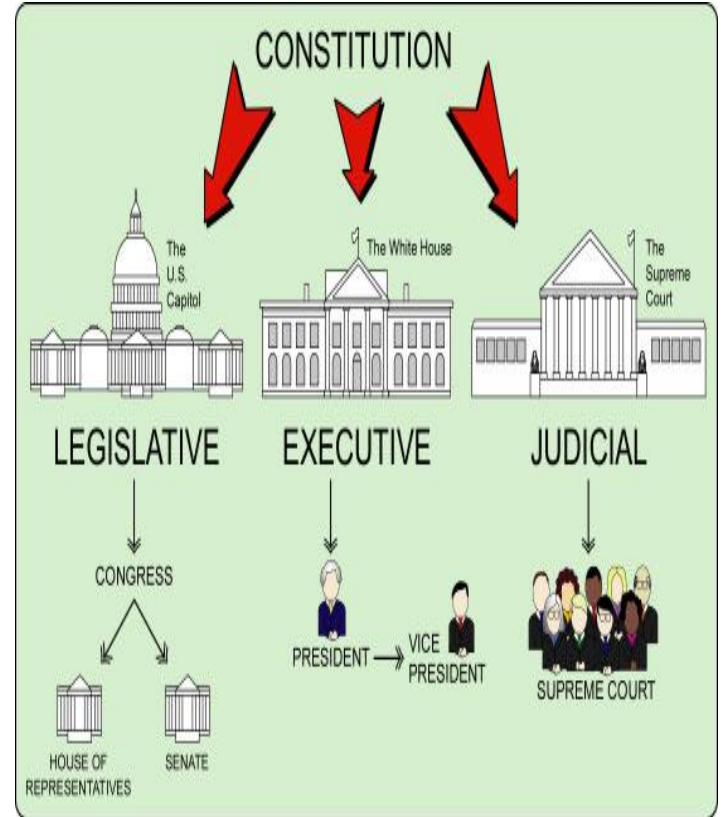 CONSTITUTION
The
U.S.
Capitol
The White House
The
Supreme
Court
LEGISLATIVE
EXECUTIVE
JUDICIAL
CONGRESS
PRESIDENT
VICE
PRESIDENT
SUPREME COURT
HOUSE OF
REPRESENTATIVES
SENATE